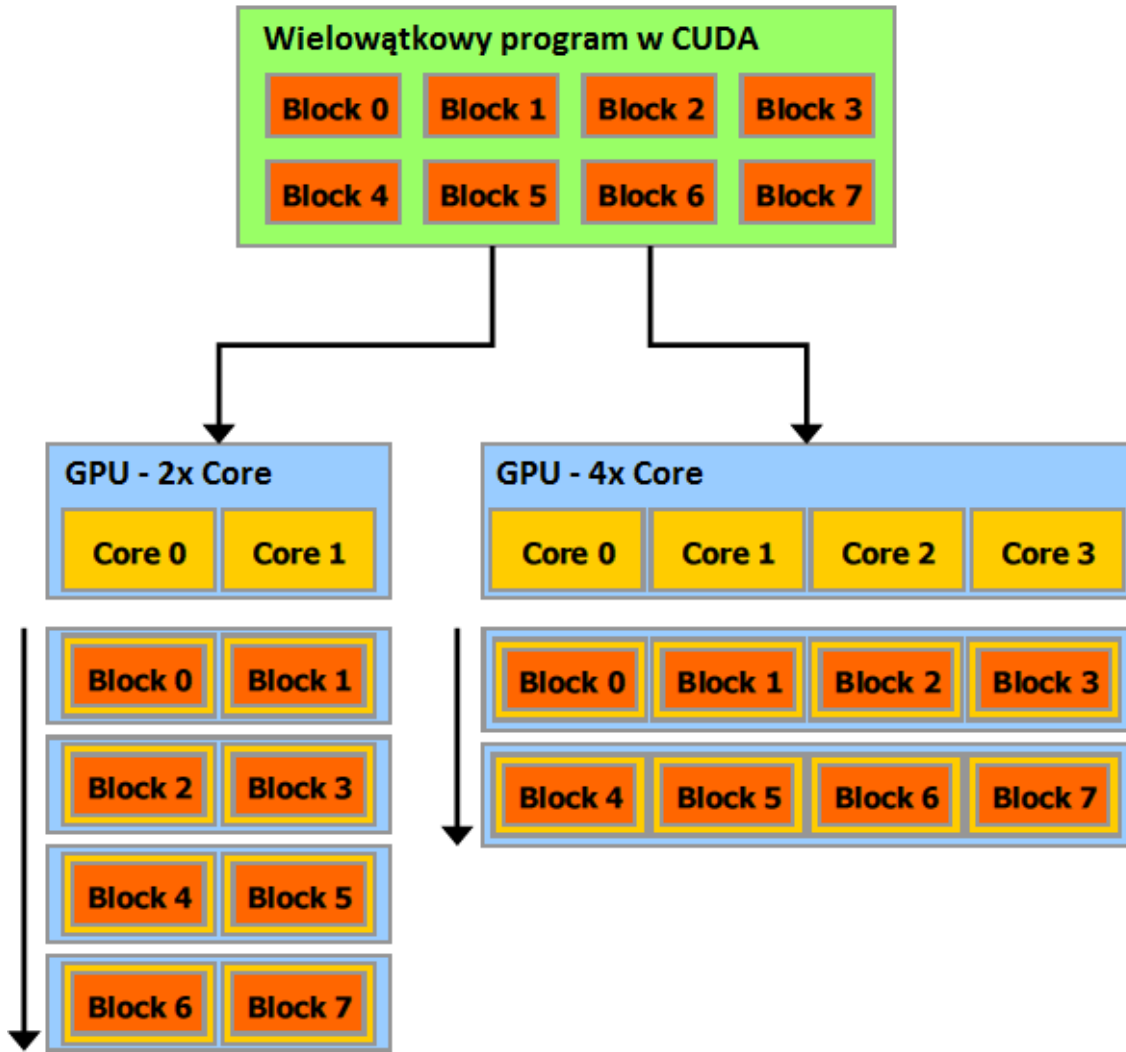 Wielowątkowy program w CUDA
Block 0 Block 1 Block 2 Block 3
Block 4 Block 5 Block 6 Block 7
GPU - 2x Core
Core 0 Core 1
Block 0 Block 1
Block 2 Block 3
Block 4 Block 5
Block 6 Block 7
GPU - 4x Core
Core 0 Core 1 Core 2 Core 3
Block 0 Block 1 Block 2 Block 3
Block 4 Block 5 Block 6 Block 7